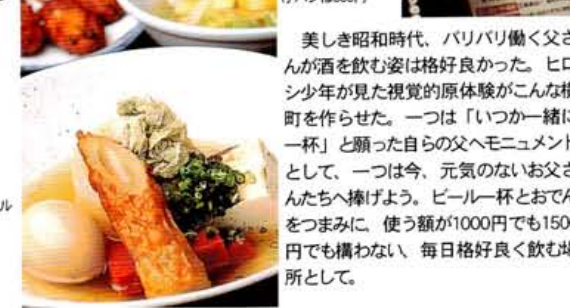 美しき昭和時代、バリバリ働く父さ
んが酒を飲む姿は格好良かった。ヒロ
シ少年が見た視覚的原体験がこんな横
町を作らせた。一つは「いつか一緒に
一杯」と願った自らの父へモニュメント
として、一つは今、元気のないお父さ
んたちへ捧げよう。ビール一杯とおでん
をつまみに、使う額が1000円でも1500
円でも構わない、毎日格好良く飲む場
所として。
ル